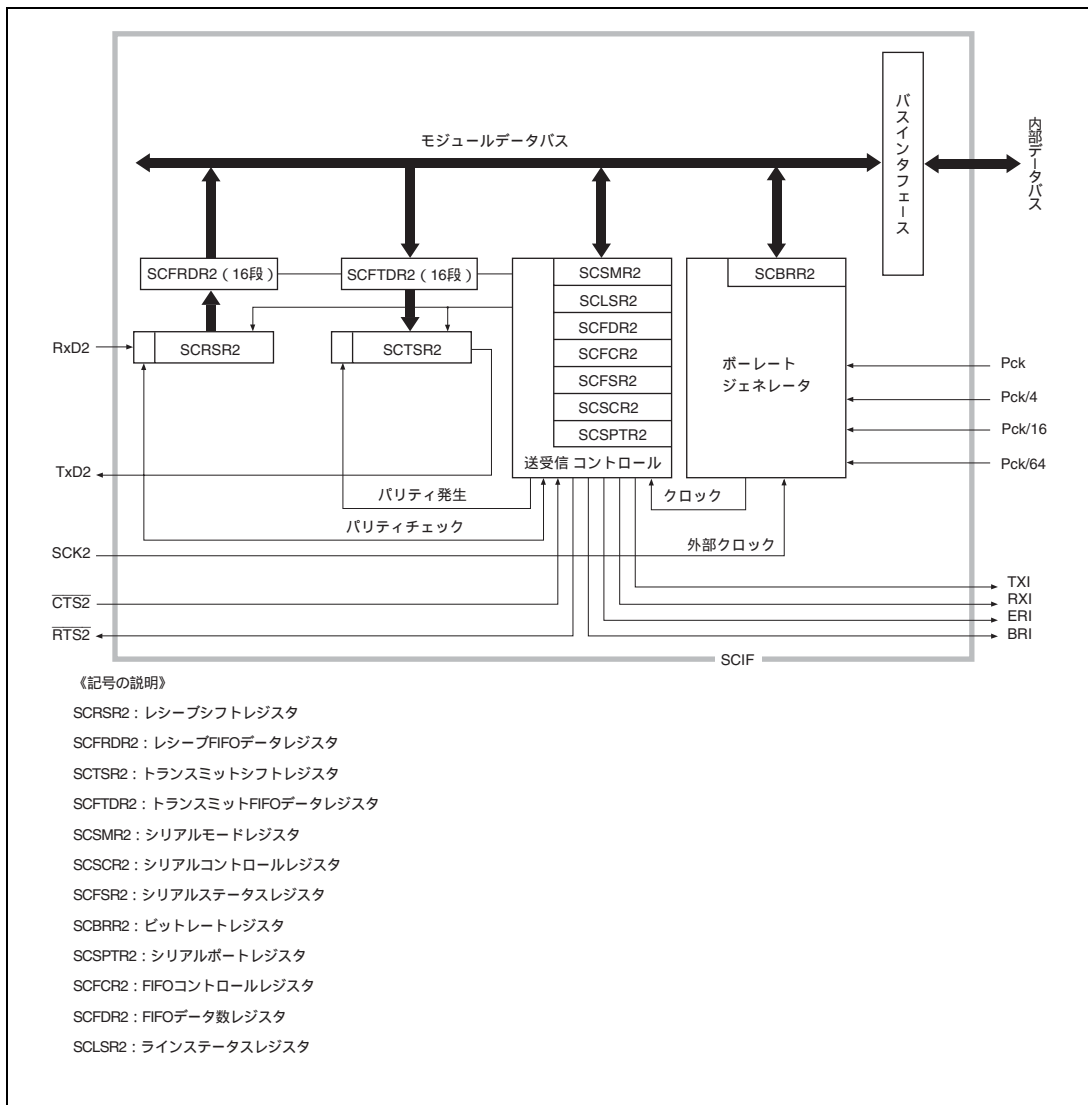 バスインタフェース
内部データバス
モジュールデータバス
SCFRDR2（16段）
SCFTDR2（16段）
SCSMR2
SCBRR2
SCLSR2
SCFDR2
RxD2
SCRSR2
SCTSR2
SCFCR2
ボーレート
ジェネレータ
Pck
SCFSR2
Pck/4
SCSCR2
Pck/16
SCSPTR2
送受信 コントロール
Pck/64
TxD2
パリティ発生
クロック
パリティチェック
SCK2
外部クロック
TXI
CTS2
RXI
ERI
RTS2
BRI
SCIF
《記号の説明》
SCRSR2：レシーブシフトレジスタ
SCFRDR2：レシーブFIFOデータレジスタ
SCTSR2：トランスミットシフトレジスタ
SCFTDR2：トランスミットFIFOデータレジスタ
SCSMR2：シリアルモードレジスタ
SCSCR2：シリアルコントロールレジスタ
SCFSR2：シリアルステータスレジスタ
SCBRR2：ビットレートレジスタ
SCSPTR2：シリアルポートレジスタ
SCFCR2：FIFOコントロールレジスタ
SCFDR2：FIFOデータ数レジスタ
SCLSR2：ラインステータスレジスタ